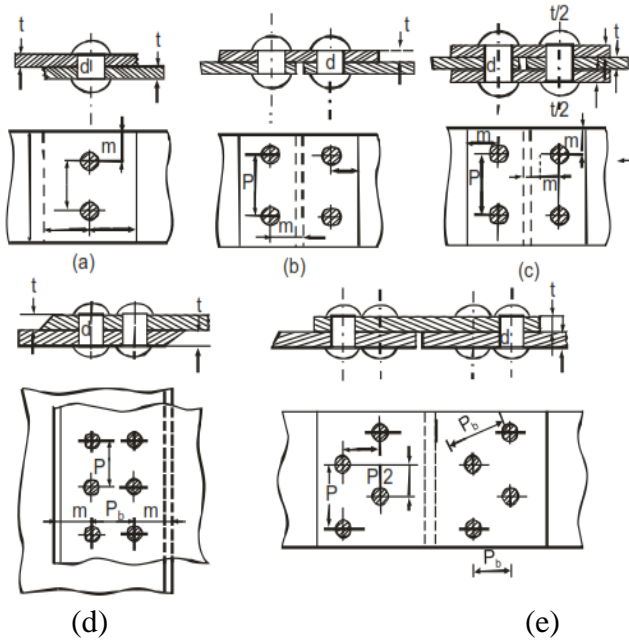 t d t
t d t
t t/2 d t t/2
m
P m
m P m m
(a) (b) (c)
t d t
d t
P
m P_b m
P P/2 P_b
P_b
(d) (e)